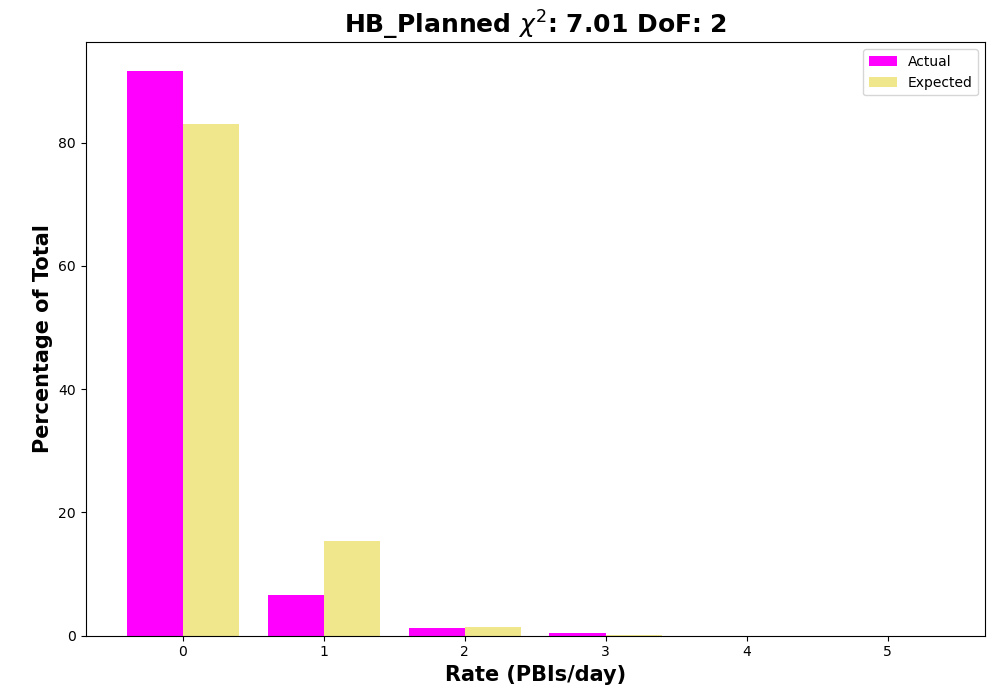 HB_Planned χ²: 7.01 DoF: 2
Actual
Expected
Percentage of Total
80
60
40
20
0
0 1 2 3 4 5
Rate (PBIs/day)